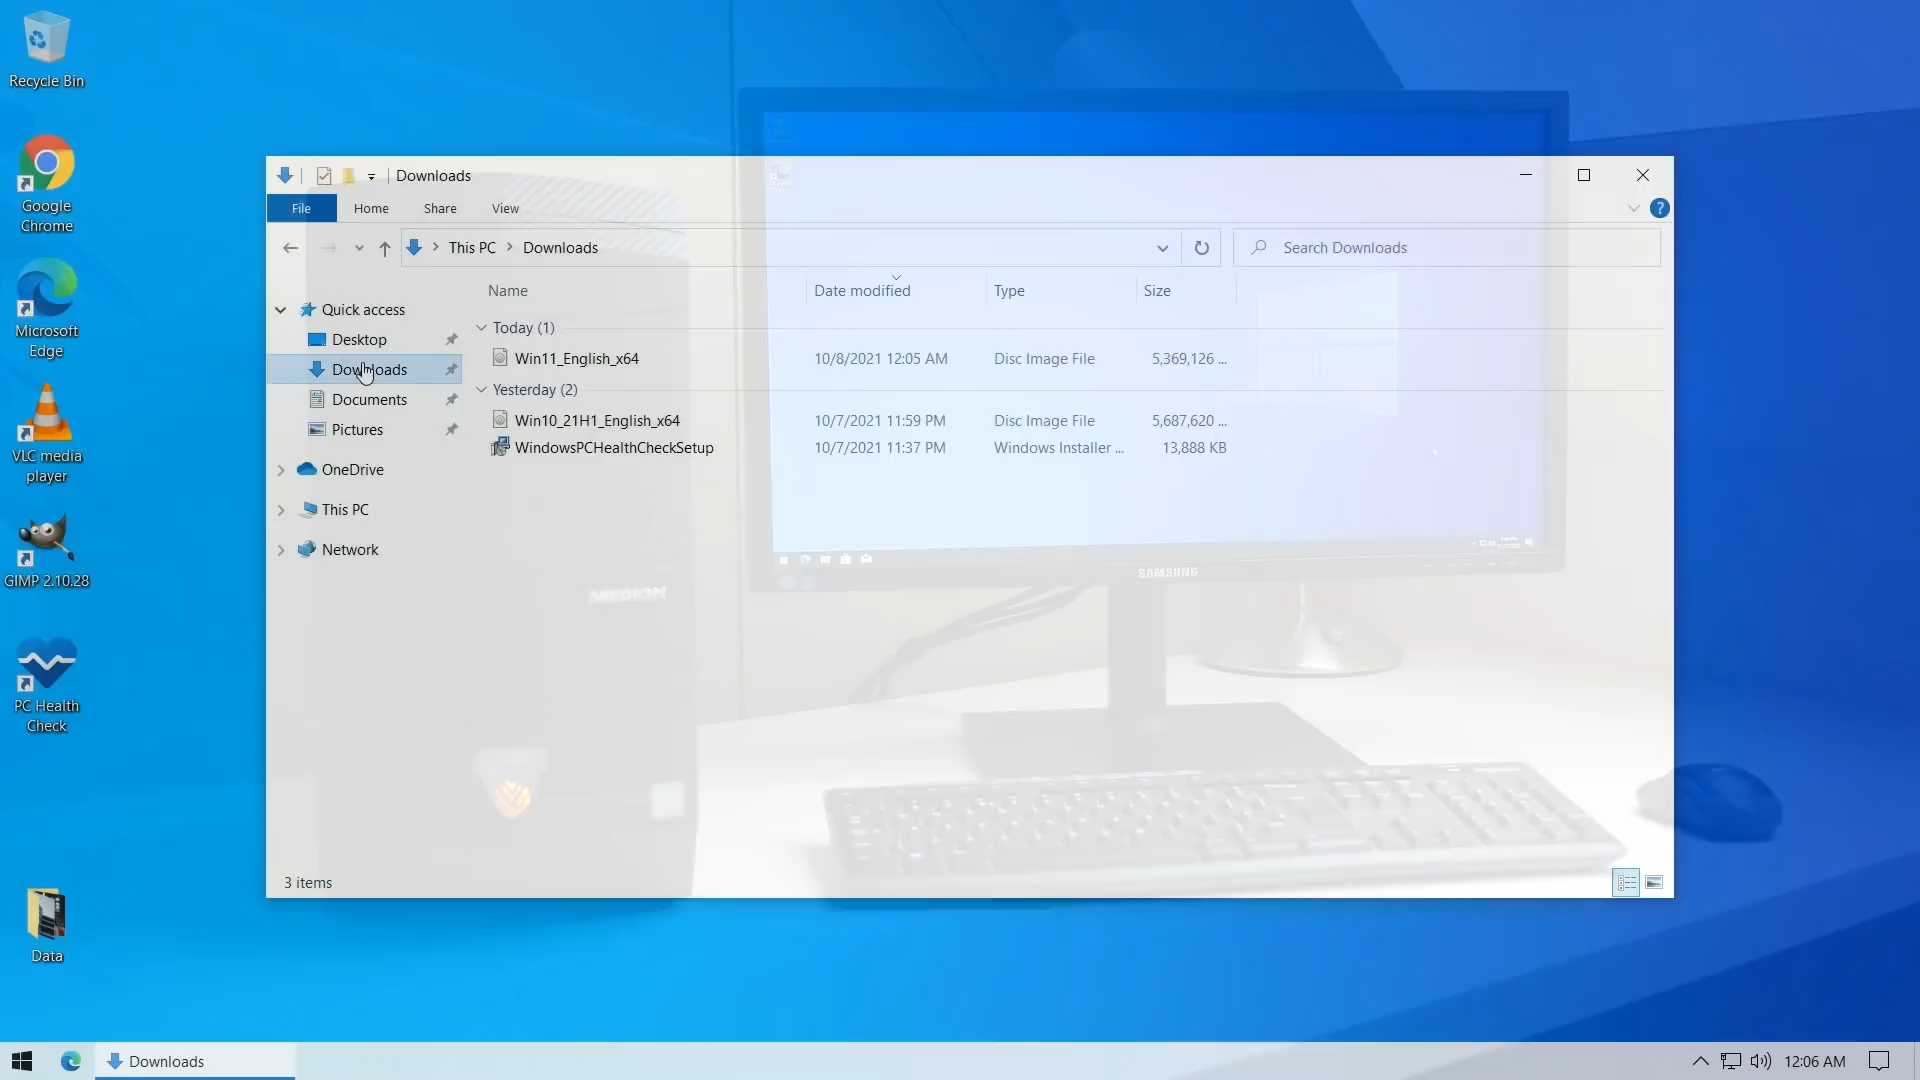 Recycle Bin
Google
Chrome
Microsoft
Edge
VLC media
player
GIMP 2.10.28
PC Health
Check
Data
Downloads
File
Home
Share
View
?
This PC
Downloads
Search Downloads
Quick access
Desktop
Downloads
Documents
Pictures
OneDrive
This PC
Network
Name
Date modified
Type
Size
Today (1)
Win11_English_x64
10/8/2021 12:05 AM
Disc Image File
5,369,126 ...
Yesterday (2)
Win10_21H1_English_x64
10/7/2021 11:59 PM
Disc Image File
5,687,620 ...
WindowsPCHealthCheckSetup
10/7/2021 11:37 PM
Windows Installer ...
13,888 KB
MEDION
SAMSUNG
3 items
Downloads
12:06 AM